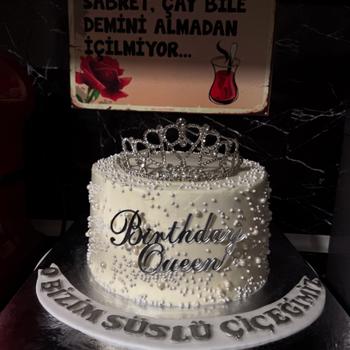 SABRET, ÇAY BİLE
DEMİNİ ALMADAN
İÇİLMİYOR...
Birthday
Queen
O BİZİM SÜSLÜ ÇİÇEĞİMİZ